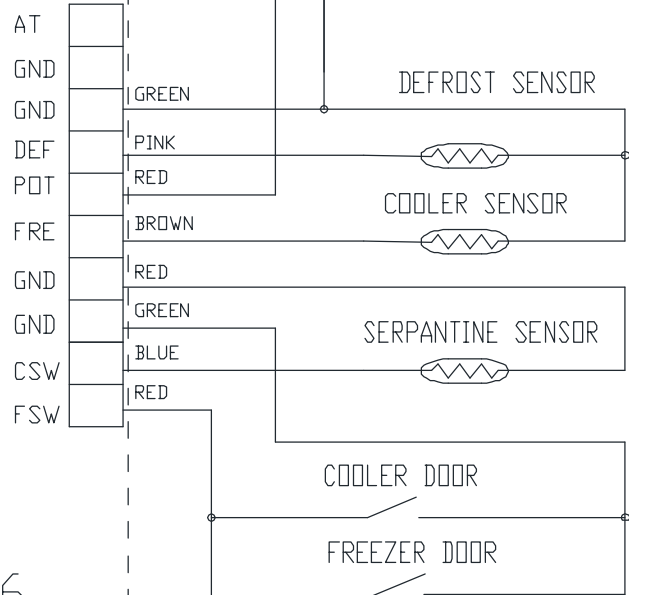 AT
GND
GREEN
DEFROST SENSOR
GND
PINK
DEF
RED
POT
COOLER SENSOR
BROWN
FRE
RED
GND
GREEN
GND
SERPANTINE SENSOR
BLUE
CSW
RED
FSW
COOLER DOOR
FREEZER DOOR